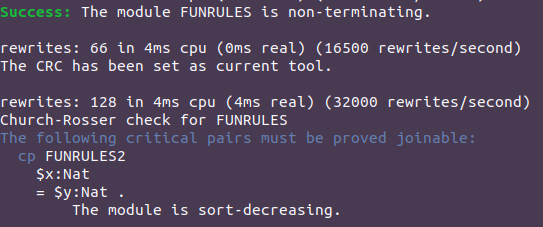 Success: The module FUNRULES is non-terminating.

rewrites: 66 in 4ms cpu (0ms real) (16500 rewrites/second)
The CRC has been set as current tool.

rewrites: 128 in 4ms cpu (4ms real) (32000 rewrites/second)
Church-Rosser check for FUNRULES
The following critical pairs must be proved joinable:
  cp FUNRULES2
    $x:Nat
    = $y:Nat .
        The module is sort-decreasing.